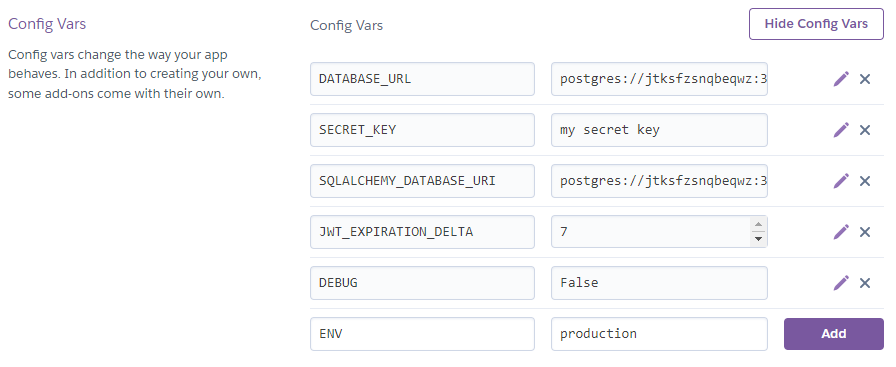 Config Vars
Config vars change the way your app
behaves. In addition to creating your own,
some add-ons come with their own.
Config Vars
Hide Config Vars
DATABASE_URL postgres://jtksfzsnqbeqwz:3
SECRET_KEY my secret key
SQLALCHEMY_DATABASE_URI postgres://jtksfzsnqbeqwz:3
JWT_EXPIRATION_DELTA 7
DEBUG False
ENV production Add